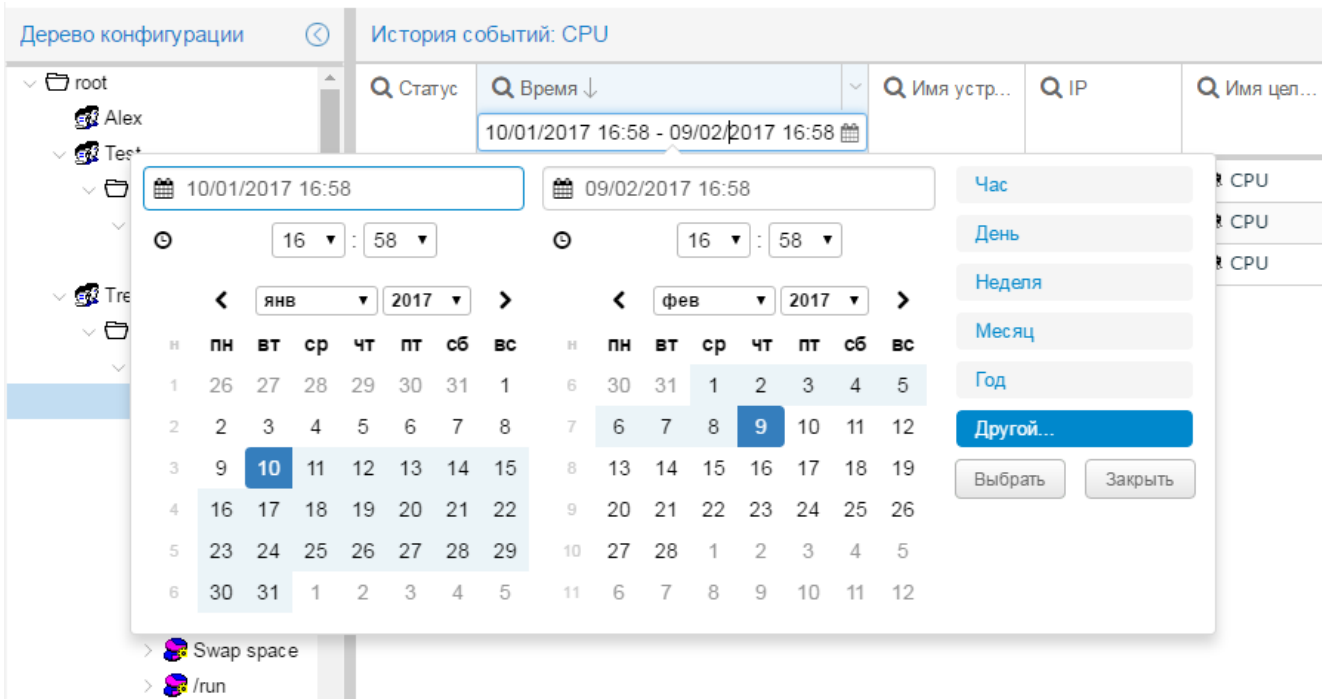 Дерево конфигурации
История событий: CPU
root
Статус
Время
Имя устр...
IP
Имя цел...
Alex
10/01/2017 16:58 - 09/02/2017 16:58
Test
10/01/2017 16:58
09/02/2017 16:58
Час
CPU
16 : 58
16 : 58
День
CPU
CPU
Неделя
Tre
янв 2017
фев 2017
Месяц
н пн вт ср чт пт сб вс
н пн вт ср чт пт сб вс
1 26 27 28 29 30 31 1
6 30 31 1 2 3 4 5
Год
2 2 3 4 5 6 7 8
7 6 7 8 9 10 11 12
Другой...
3 9 10 11 12 13 14 15
8 13 14 15 16 17 18 19
Выбрать
Закрыть
4 16 17 18 19 20 21 22
9 20 21 22 23 24 25 26
5 23 24 25 26 27 28 29
10 27 28 1 2 3 4 5
6 30 31 1 2 3 4 5
11 6 7 8 9 10 11 12
Swap space
/run